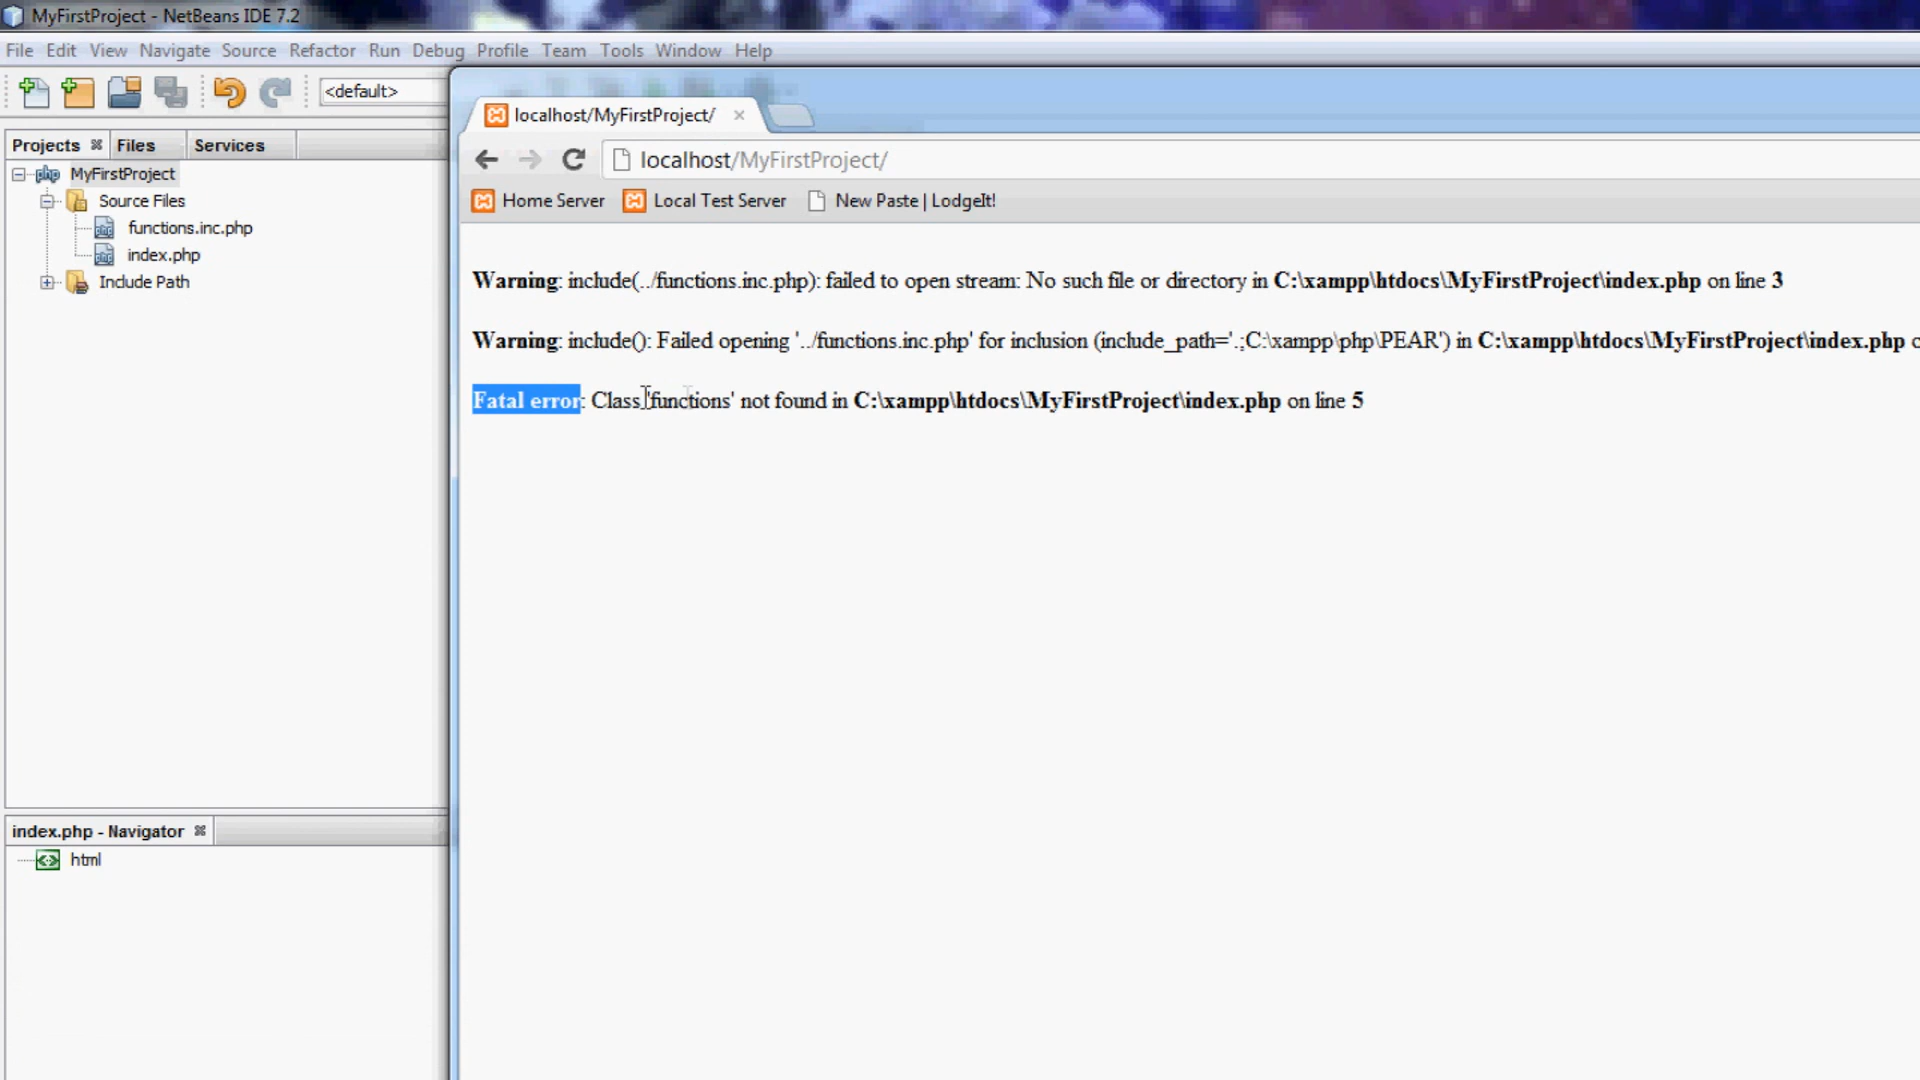 MyFirstProject - NetBeans IDE 7.2
File Edit View Navigate Source Refactor Run Debug Profile Team Tools Window Help
<default>
localhost/MyFirstProject/
localhost/MyFirstProject/
Home Server Local Test Server New Paste | LodgeIt!
Projects Files Services
MyFirstProject
Source Files
functions.inc.php
index.php
Include Path
Warning: include(../functions.inc.php): failed to open stream: No such file or directory in C:\xampp\htdocs\MyFirstProject\index.php on line 3
Warning: include(): Failed opening '../functions.inc.php' for inclusion (include_path='.;C:\xampp\php\PEAR') in C:\xampp\htdocs\MyFirstProject\index.php
Fatal error: Class 'functions' not found in C:\xampp\htdocs\MyFirstProject\index.php on line 5
index.php - Navigator
html